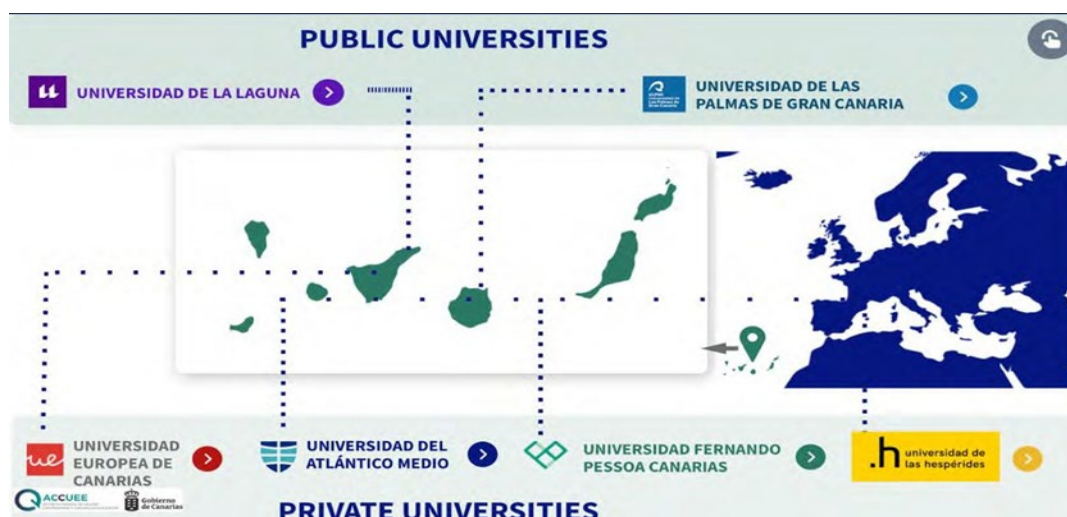 PUBLIC UNIVERSITIES
UNIVERSIDAD DE LA LAGUNA
UNIVERSIDAD DE LAS
PALMAS DE GRAN CANARIA
UNIVERSIDAD
EUROPEA DE
CANARIAS
ue
UNIVERSIDAD DEL
ATLÁNTICO MEDIO
UNIVERSIDAD FERNANDO
PESSOA CANARIAS
.h universidad de
las hespérides
ACCUEE
Gobierno
de Canarias
PRIVATE UNIVERSITIES